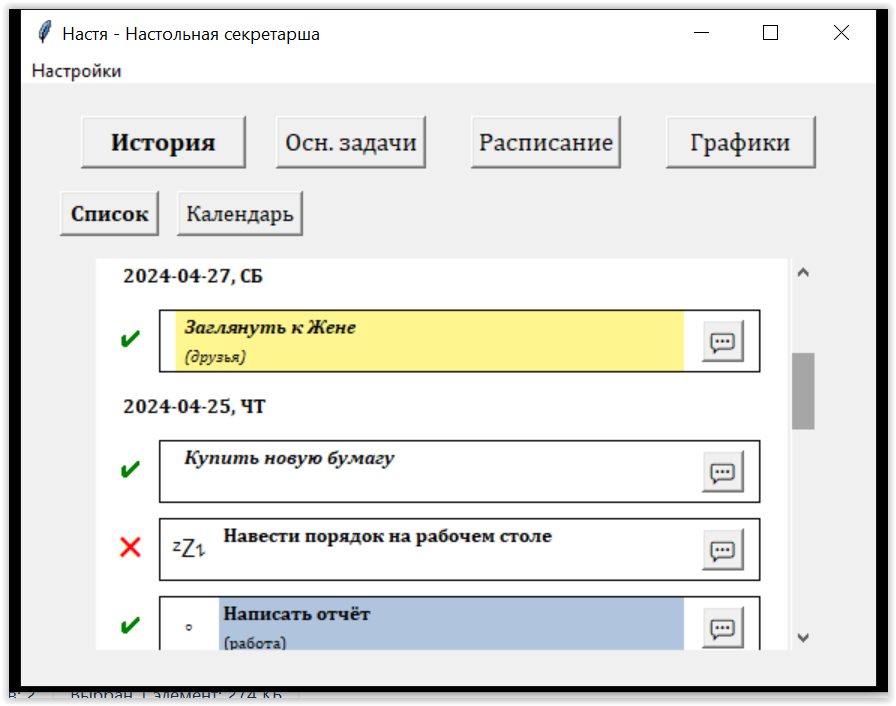 Настя - Настольная секретарша
Настройки
История Осн. задачи Расписание Графики
Список Календарь
2024-04-27, СБ
Заглянуть к Жене
(друзья)
2024-04-25, ЧТ
Купить новую бумагу
Навести порядок на рабочем столе
Написать отчёт
(работа)
Выбран 1 элемент: 274 КБ